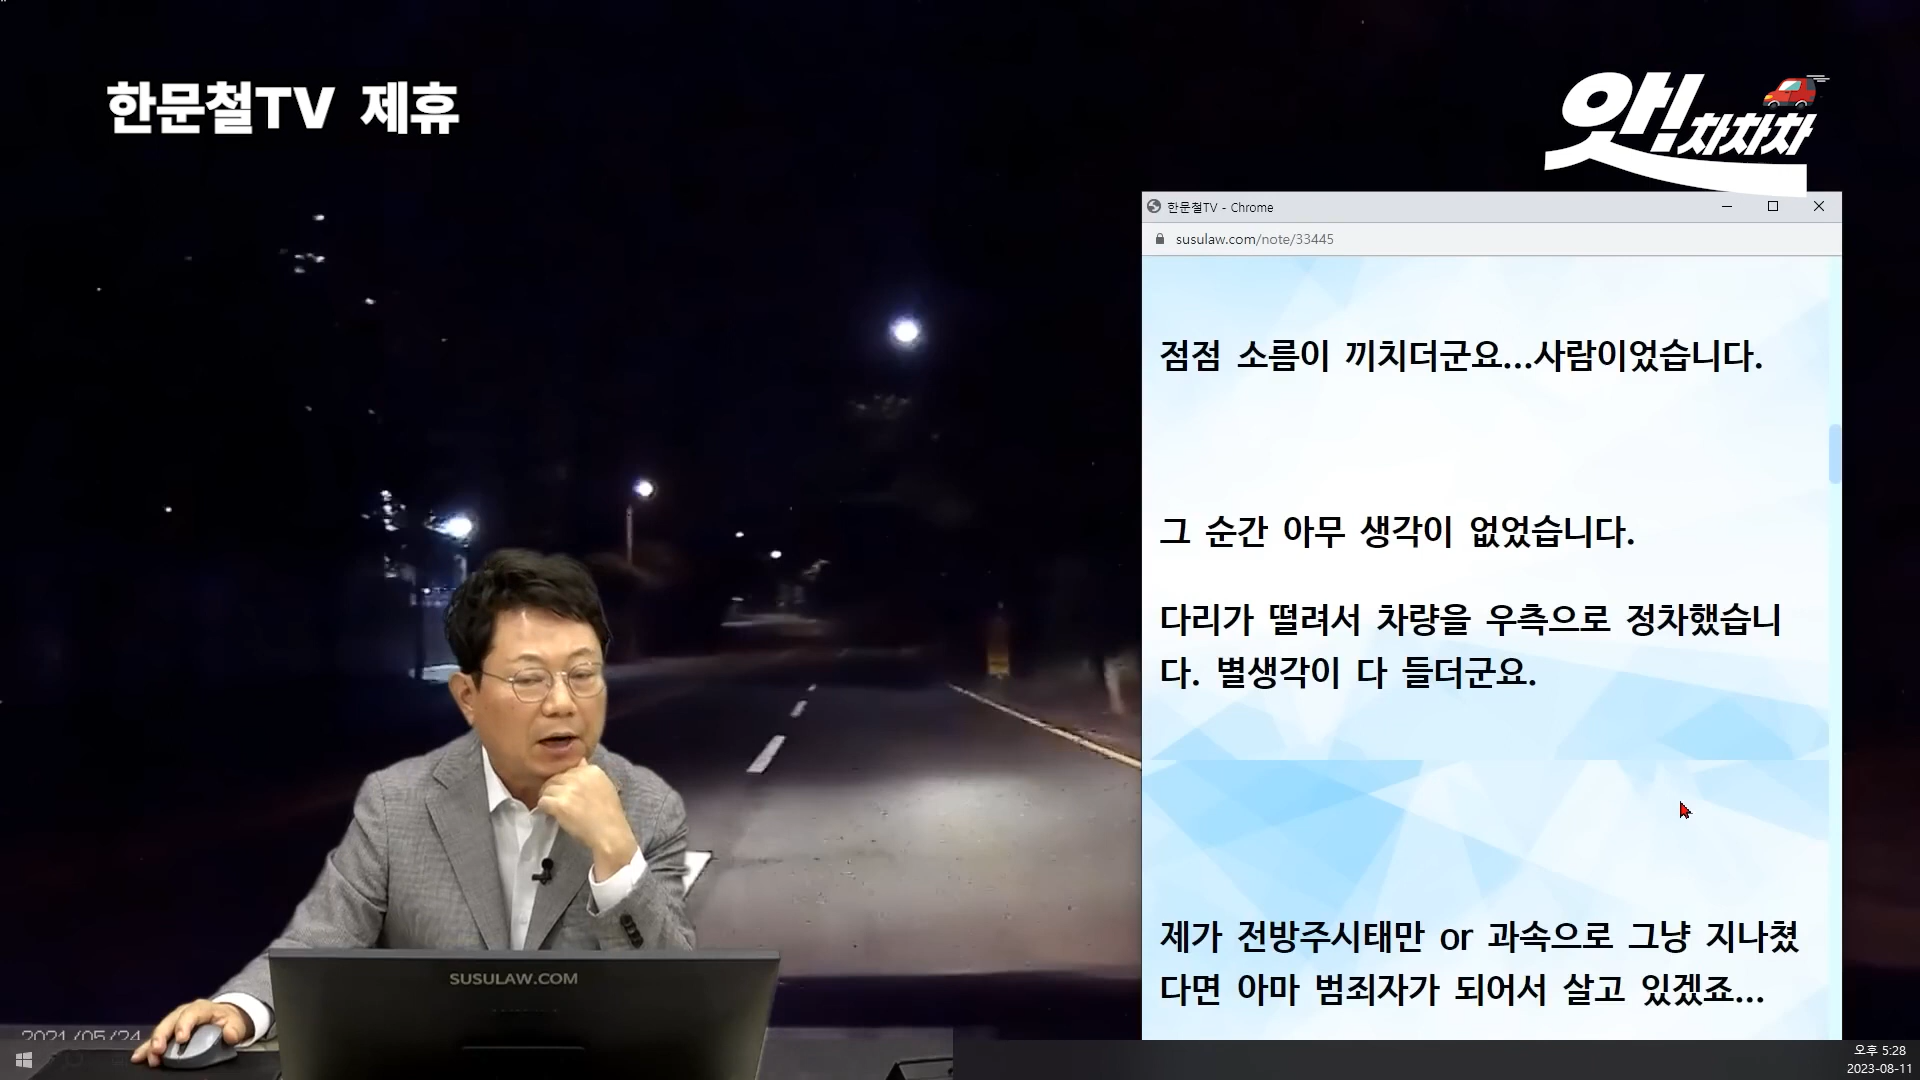 한문철TV 제휴
앗!차차차
한문철TV - Chrome
susulaw.com/note/33445
점점 소름이 끼치더군요...사람이었습니다.
그 순간 아무 생각이 없었습니다.
다리가 떨려서 차량을 우측으로 정차했습니
다. 별생각이 다 들더군요.
제가 전방주시태만 or 과속으로 그냥 지나쳤
다면 아마 범죄자가 되어서 살고 있겠죠...
SUSULAW.COM
2021/05/24
오후 5:28
2023-08-11